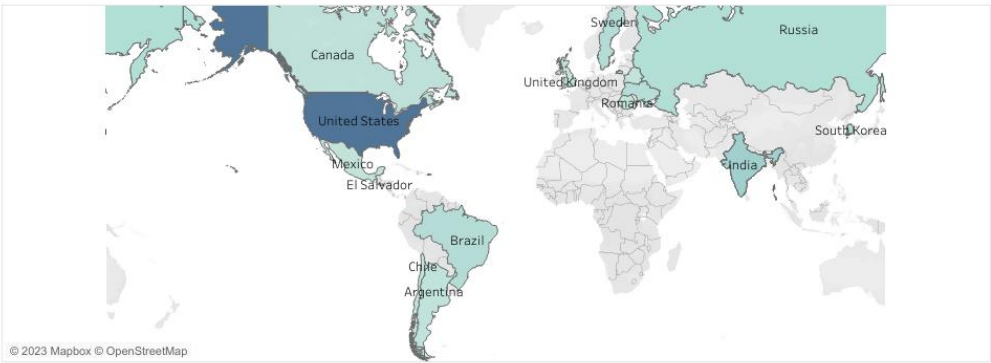 Sweden
Russia
Canada
United Kingdom
Romania
United States
South Korea
Mexico
India
El Salvador
Brazil
Chile
Argentina
© 2023 Mapbox © OpenStreetMap